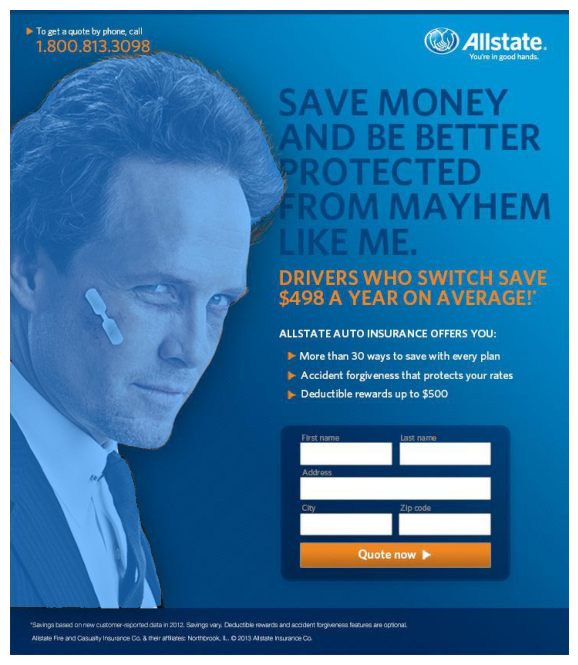 To get a quote by phone, call
1.800.813.3098
Allstate.
You're in good hands.
SAVE MONEY
AND BE BETTER
PROTECTED
FROM MAYHEM
LIKE ME.
DRIVERS WHO SWITCH SAVE
$498 A YEAR ON AVERAGE!*
ALLSTATE AUTO INSURANCE OFFERS YOU:
More than 30 ways to save with every plan
Accident forgiveness that protects your rates
Deductible rewards up to $500
First name Last name
Address
City Zip code
Quote now
*Savings based on new customer-reported data in 2012. Savings vary. Deductible rewards and accident forgiveness features are optional.
Allstate Fire and Casualty Insurance Co. & their affiliates: Northbrook, IL. © 2013 Allstate Insurance Co.